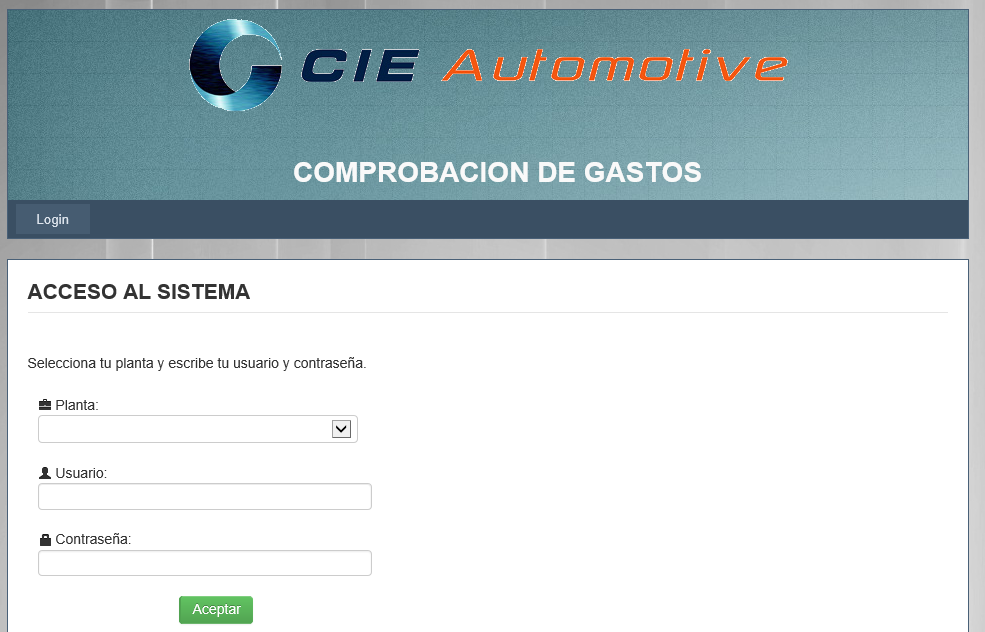 CIE Automotive
COMPROBACION DE GASTOS
Login
ACCESO AL SISTEMA
Selecciona tu planta y escribe tu usuario y contraseña.
Planta:
Usuario:
Contraseña:
Aceptar